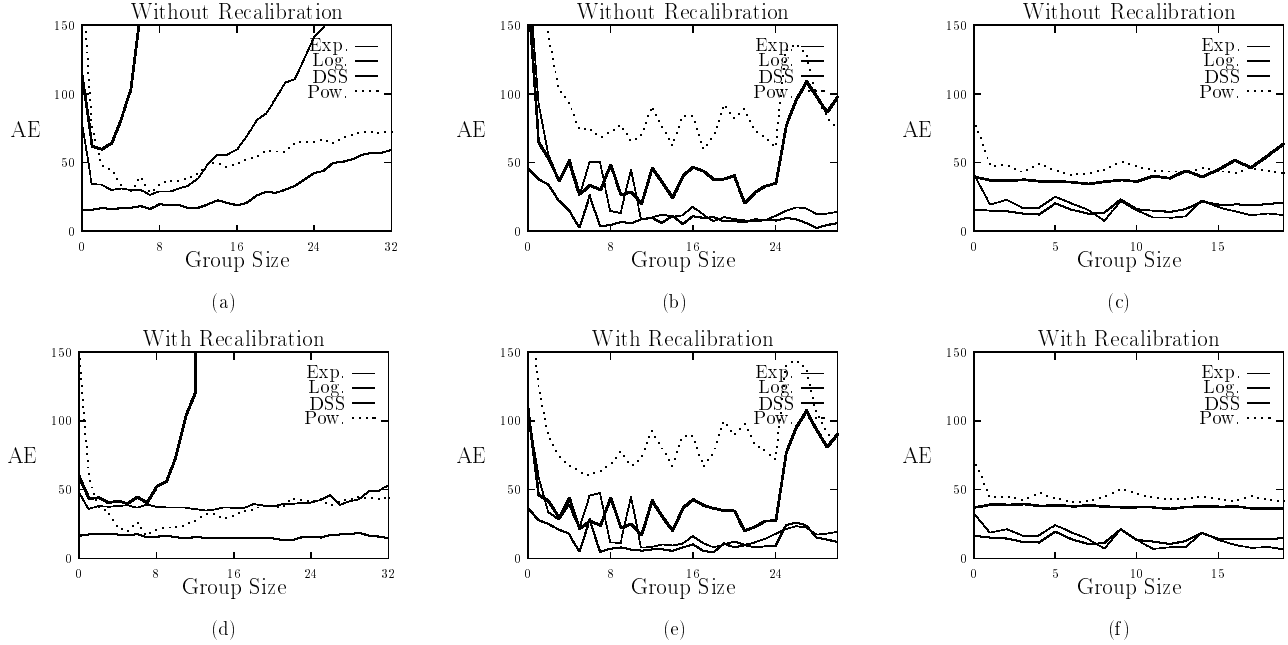 Without Recalibration
150
100
50
0
AE
Exp.
Log.
DSS
Pow.
0 8 16 24 32
Group Size
(a)
Without Recalibration
150
100
50
0
AE
Exp.
Log.
DSS
Pow.
0 8 16 24
Group Size
(b)
Without Recalibration
150
100
50
0
AE
Exp.
Log.
DSS
Pow.
0 5 10 15
Group Size
(c)
With Recalibration
150
100
50
0
AE
Exp.
Log.
DSS
Pow.
0 8 16 24 32
Group Size
(d)
With Recalibration
150
100
50
0
AE
Exp.
Log.
DSS
Pow.
0 8 16 24
Group Size
(e)
With Recalibration
150
100
50
0
AE
Exp.
Log.
DSS
Pow.
0 5 10 15
Group Size
(f)